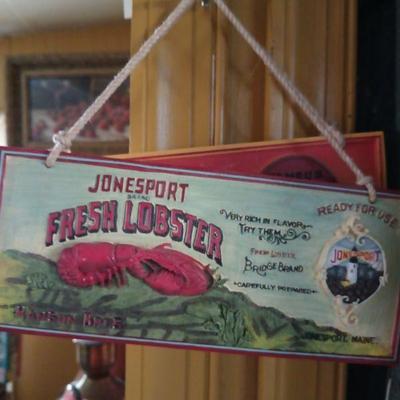 JONESPORT
BRAND
FRESH LOBSTER
VERY RICH IN FLAVOR
TRY THEM
FRESH LOBSTER
BRIDGE BRAND
CAREFULLY PREPARED
READY FOR USE
JONESPORT
JONESPORT, MAINE
BROS